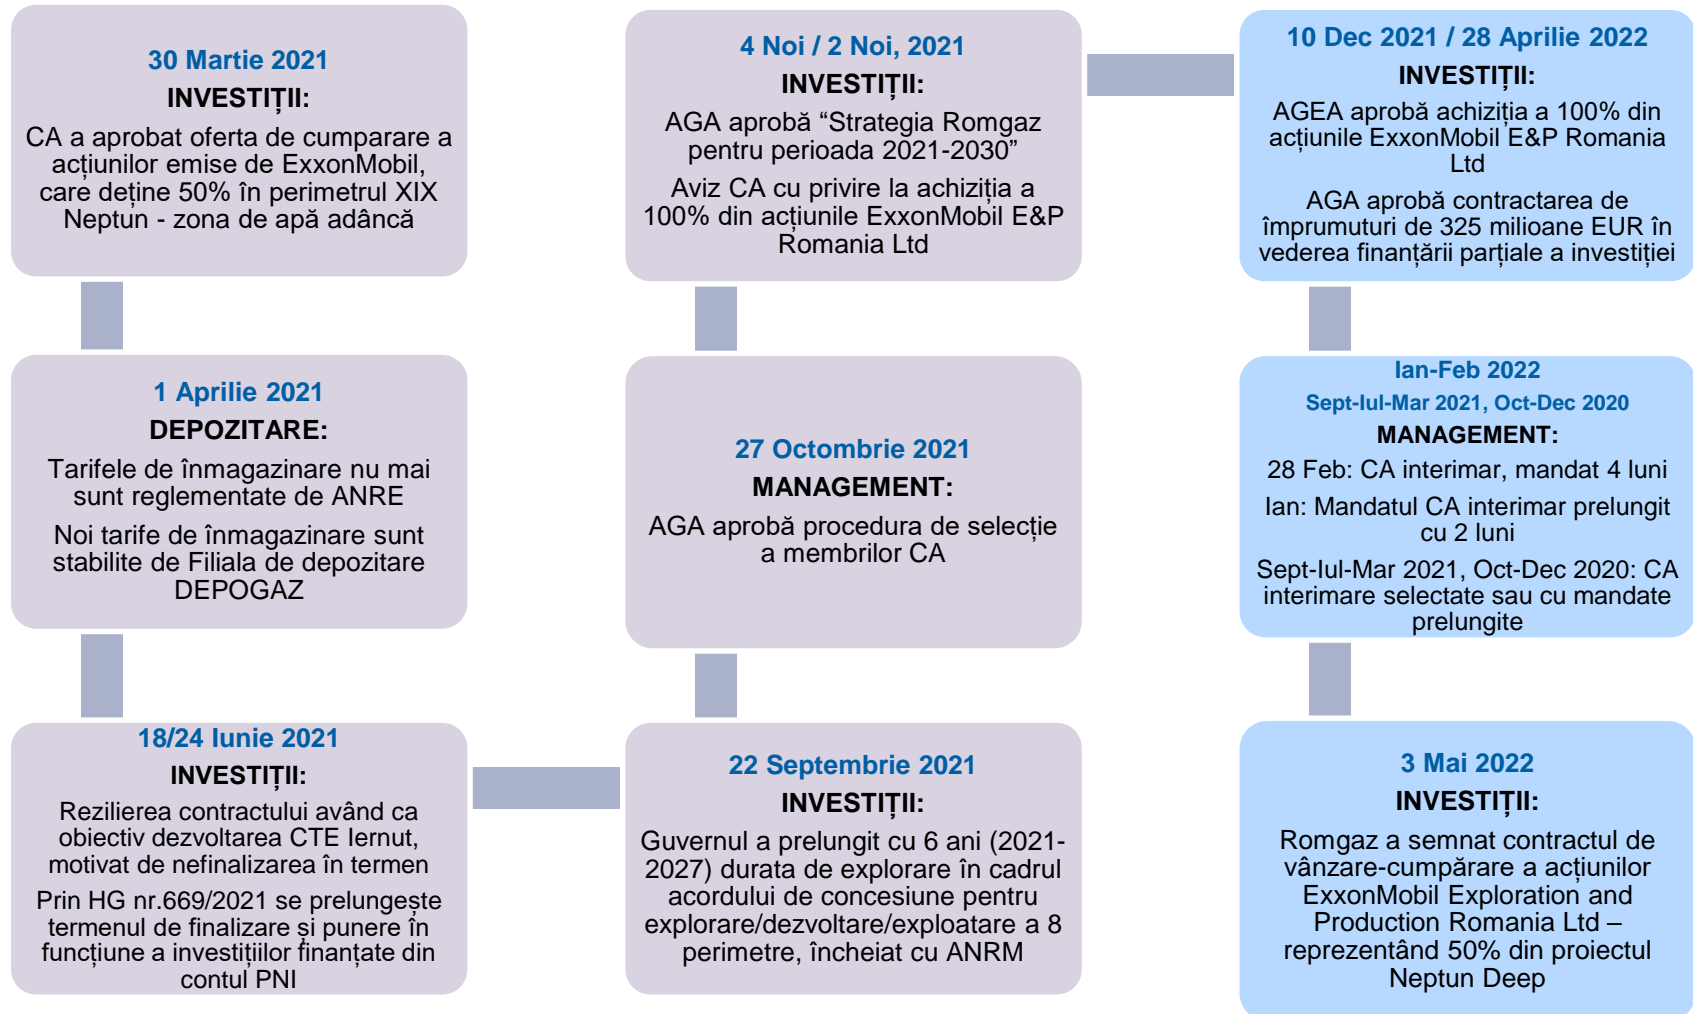 30 Martie 2021
INVESTIȚII:
CA a aprobat oferta de cumparare a
acțiunilor emise de ExxonMobil,
care deține 50% în perimetrul XIX
Neptun - zona de apă adâncă
1 Aprilie 2021
DEPOZITARE:
Tarifele de înmagazinare nu mai
sunt reglementate de ANRE
Noi tarife de înmagazinare sunt
stabilite de Filiala de depozitare
DEPOGAZ
18/24 Iunie 2021
INVESTIȚII:
Rezilierea contractului având ca
obiectiv dezvoltarea CTE Iernut,
motivat de nefinalizarea în termen
Prin HG nr.669/2021 se prelungește
termenul de finalizare și punere în
funcțiune a investițiilor finanțate din
contul PNI
22 Septembrie 2021
INVESTIȚII:
Guvernul a prelungit cu 6 ani (2021-
2027) durata de explorare în cadrul
acordului de concesiune pentru
explorare/dezvoltare/exploatare a 8
perimetre, încheiat cu ANRM
27 Octombrie 2021
MANAGEMENT:
AGA aprobă procedura de selecție
a membrilor CA
4 Noi / 2 Noi, 2021
INVESTIȚII:
AGA aprobă “Strategia Romgaz
pentru perioada 2021-2030”
Aviz CA cu privire la achiziția a
100% din acțiunile ExxonMobil E&P
Romania Ltd
10 Dec 2021 / 28 Aprilie 2022
INVESTIȚII:
AGEA aprobă achiziția a 100% din
acțiunile ExxonMobil E&P Romania
Ltd
AGA aprobă contractarea de
împrumuturi de 325 milioane EUR în
vederea finanțării parțiale a investiției
Ian-Feb 2022
Sept-Iul-Mar 2021, Oct-Dec 2020
MANAGEMENT:
28 Feb: CA interimar, mandat 4 luni
Ian: Mandatul CA interimar prelungit
cu 2 luni
Sept-Iul-Mar 2021, Oct-Dec 2020: CA
interimare selectate sau cu mandate
prelungite
3 Mai 2022
INVESTIȚII:
Romgaz a semnat contractul de
vânzare-cumpărare a acțiunilor
ExxonMobil Exploration and
Production Romania Ltd –
reprezentând 50% din proiectul
Neptun Deep